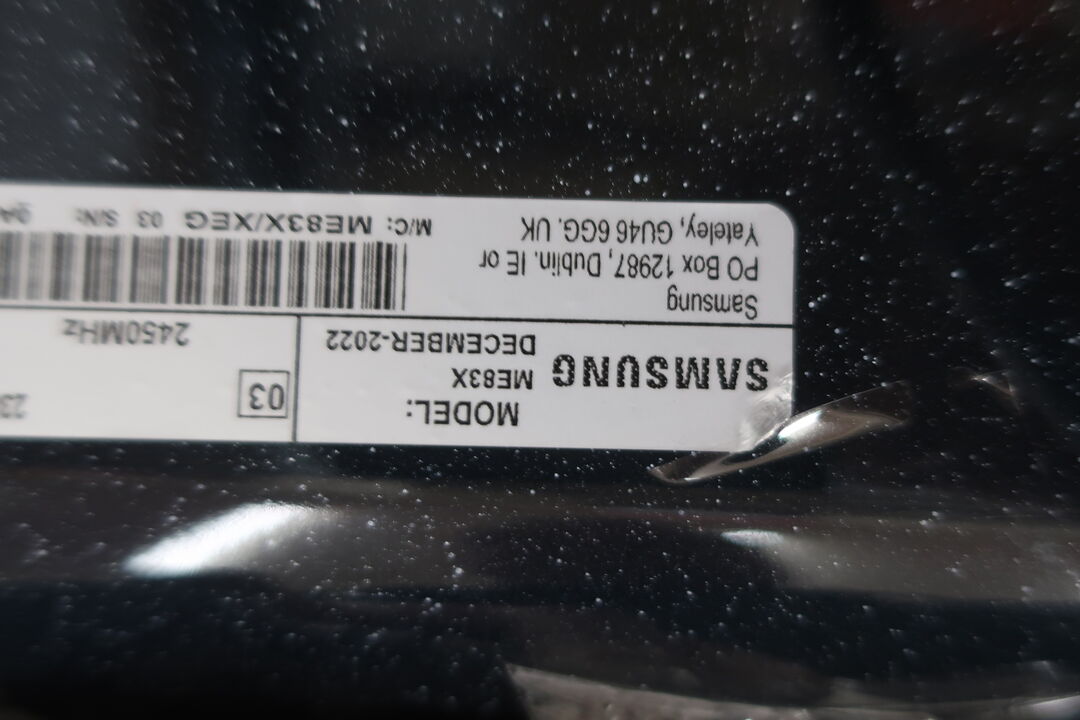 SAMSUNG
MODEL:
ME83X
DECEMBER-2022
03
2450MHz
Samsung
PO Box 12987, Dublin. IE or
Yateley, GU46 6GG. UK
M/C: ME83X/XEG 03 S/N: